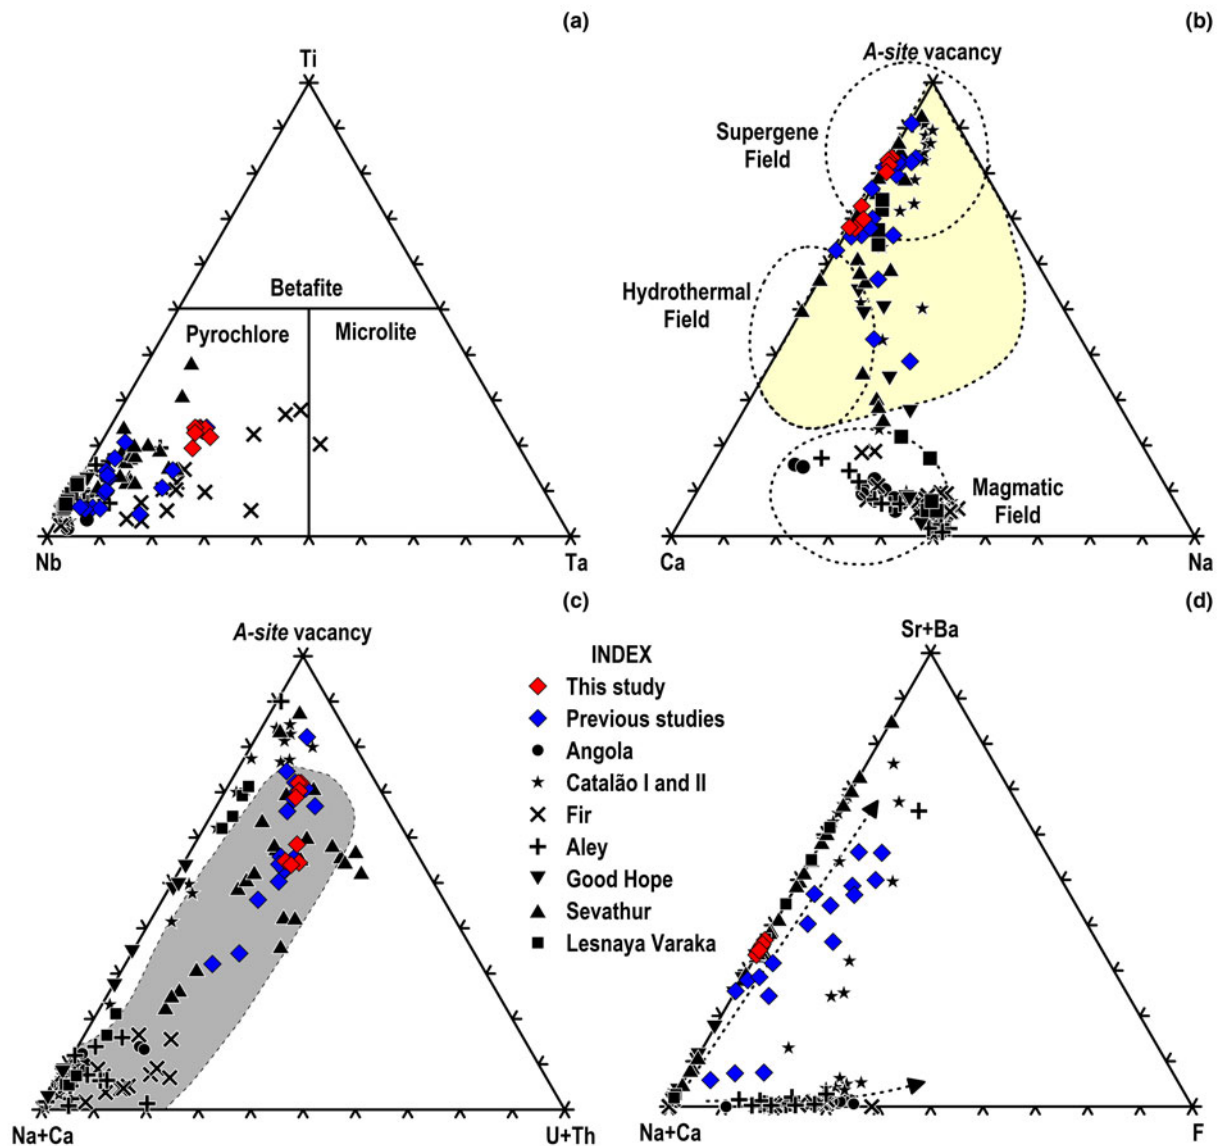 (a)
Ti
Betafite
Pyrochlore
Microlite
Nb
Ta
(b)
A-site vacancy
Supergene
Field
Hydrothermal
Field
Magmatic
Field
Ca
Na
(c)
A-site vacancy
Na+Ca
U+Th
INDEX
This study
Previous studies
Angola
Catalão I and II
Fir
Aley
Good Hope
Sevathur
Lesnaya Varaka
(d)
Sr+Ba
Na+Ca
F